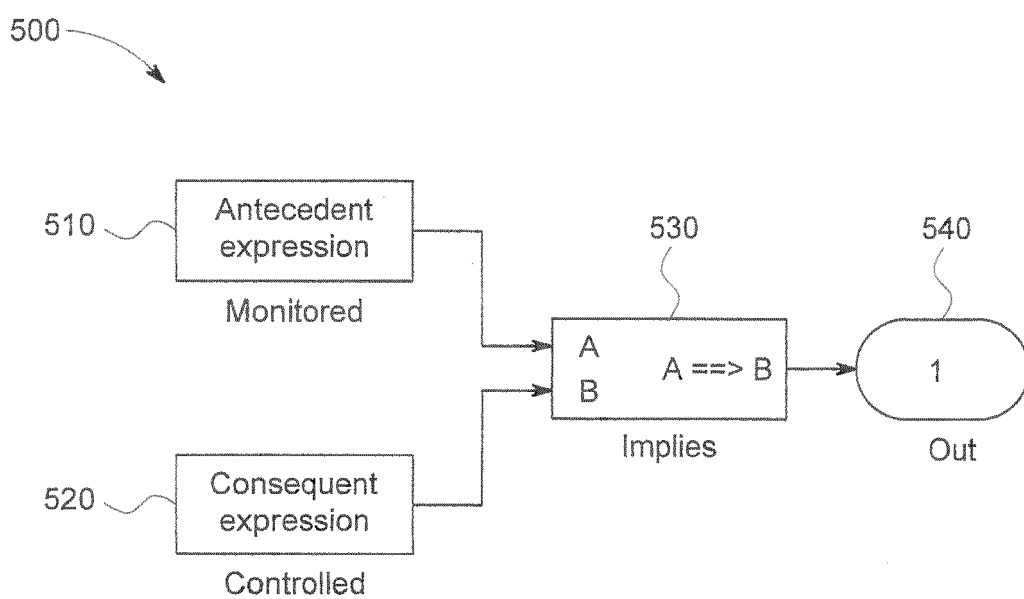 500
510
Antecedent
expression
Monitored
530
540
A
B
A ==> B
1
Implies
Out
520
Consequent
expression
Controlled